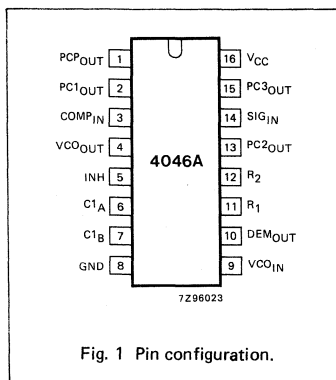 PCPOUT 1 16 VCC
PC1OUT 2 15 PC3OUT
COMPIN 3 14 SIGIN
VCOOUT 4 13 PC2OUT
4046A
INH 5 12 R2
C1A 6 11 R1
C1B 7 10 DEMOUT
GND 8 9 VCOIN
7Z96023
Fig. 1 Pin configuration.